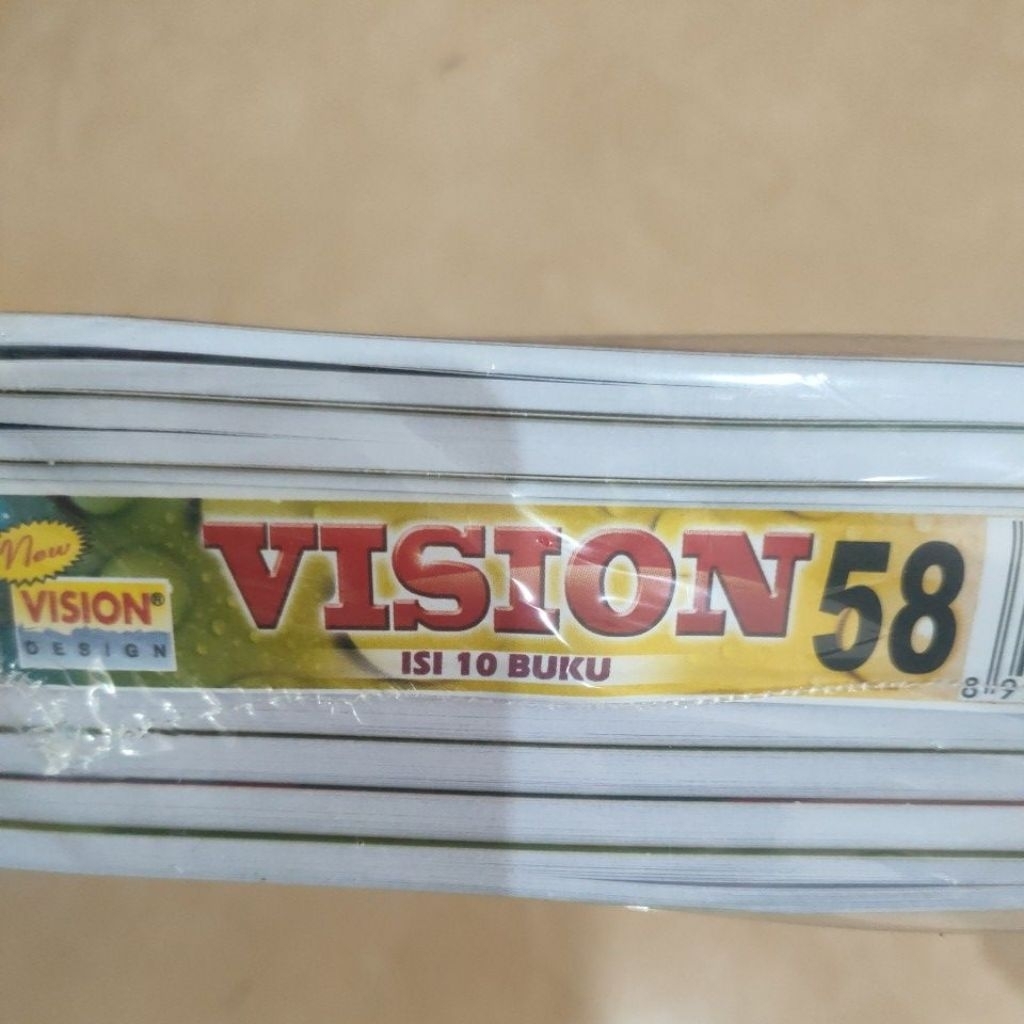 New
VISION®
DESIGN
VISION 58
ISI 10 BUKU